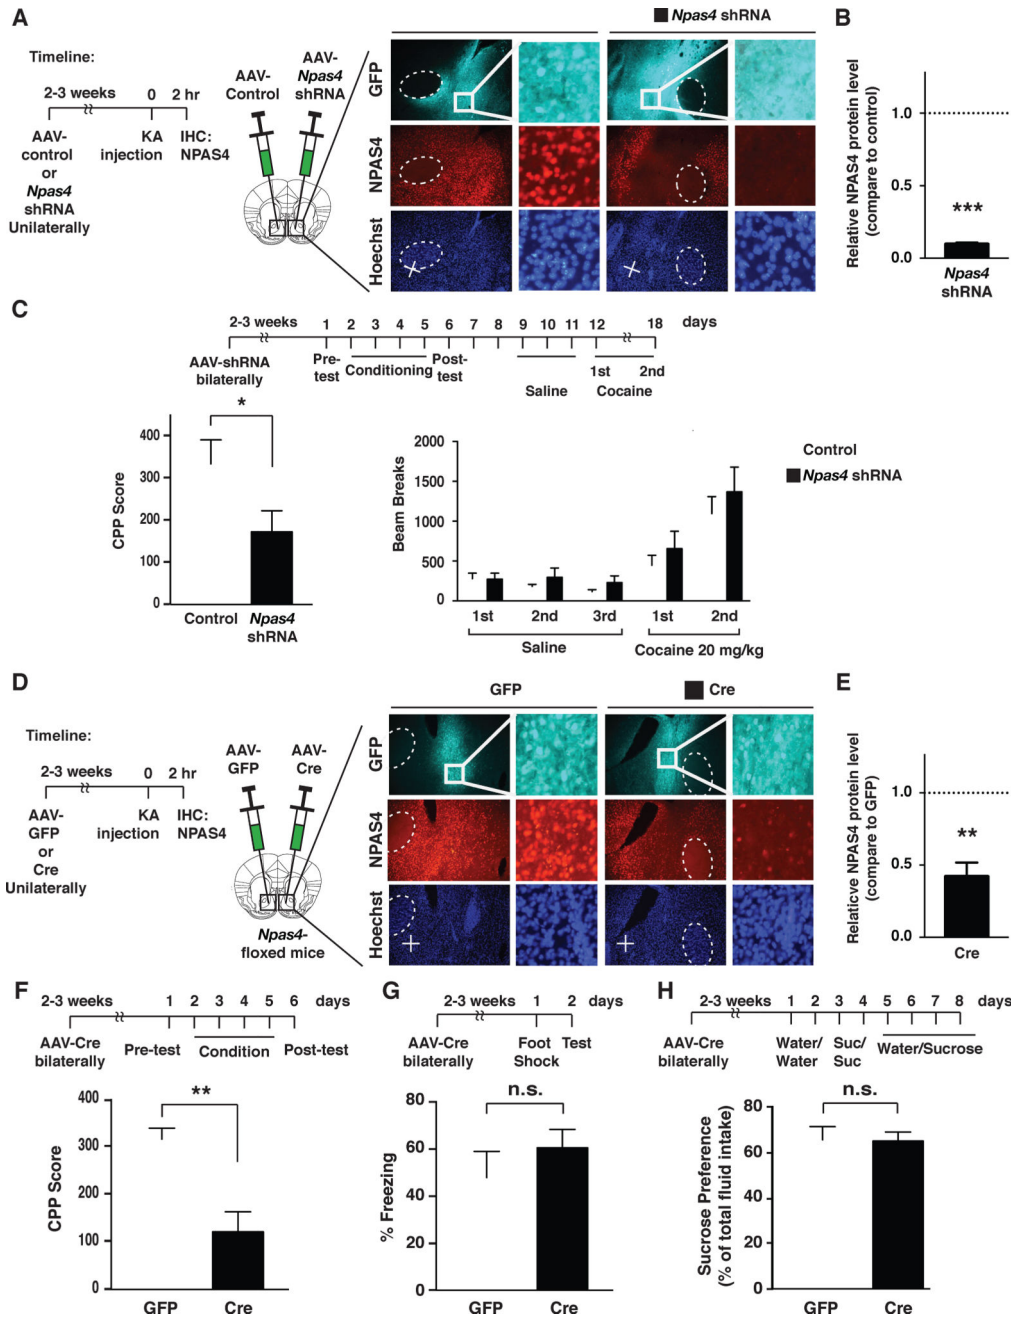 A
Timeline:
2-3 weeks 0 2 hr
AAV-control or Npas4 shRNA Unilaterally
KA injection
IHC: NPAS4
AAV-Control
AAV-Npas4 shRNA
Npas4 shRNA
GFP
NPAS4
Hoechst
B
Relative NPAS4 protein level
(compare to control)
1.0
0.5
0.0
***
Npas4
shRNA
C
2-3 weeks 1 2 3 4 5 6 7 8 9 10 11 12 18 days
AAV-shRNA
bilaterally
Pre-test
Conditioning
Post-test
Saline
1st 2nd
Cocaine
CPP Score
400
300
200
100
0
*
Control
Npas4
shRNA
Beam Breaks
2000
1500
1000
500
0
1st 2nd 3rd 1st 2nd
Saline Cocaine 20 mg/kg
Control
Npas4 shRNA
D
Timeline:
2-3 weeks 0 2 hr
AAV-GFP or Cre Unilaterally
KA injection
IHC: NPAS4
AAV-GFP
AAV-Cre
Npas4-
floxed mice
GFP
Cre
GFP
NPAS4
Hoechst
E
Relaticve NPAS4 protein level
(compare to GFP)
1.0
0.5
0.0
**
Cre
F
2-3 weeks 1 2 3 4 5 6 days
AAV-Cre
bilaterally
Pre-test
Condition
Post-test
CPP Score
400
300
200
100
0
**
GFP Cre
G
2-3 weeks 1 2 days
AAV-Cre
bilaterally
Foot
Shock
Test
% Freezing
80
60
40
20
0
n.s.
GFP Cre
H
2-3 weeks 1 2 3 4 5 6 7 8 days
AAV-Cre
bilaterally
Water/
Water
Suc/
Suc
Water/Sucrose
Sucrose Preference
(% of total fluid intake)
80
60
40
20
0
n.s.
GFP Cre